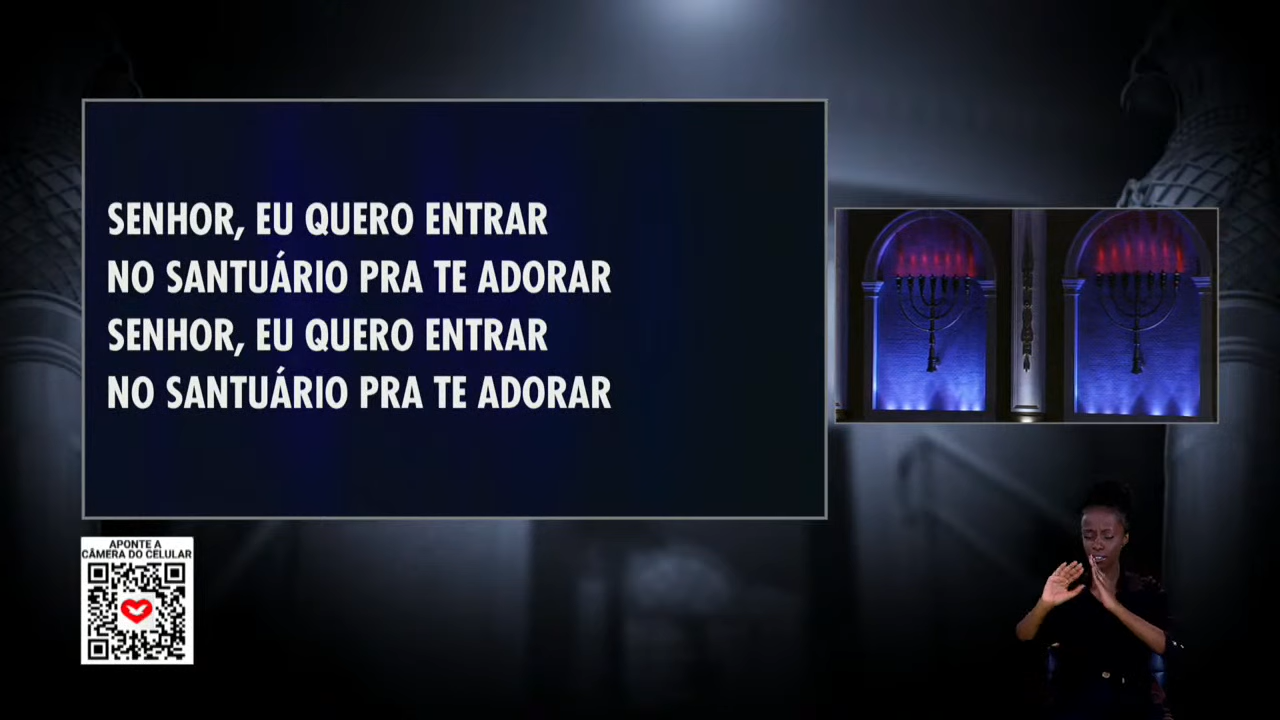 SENHOR, EU QUERO ENTRAR
NO SANTUÁRIO PRA TE ADORAR
SENHOR, EU QUERO ENTRAR
NO SANTUÁRIO PRA TE ADORAR
APONTE A
CÂMERA DO CELULAR